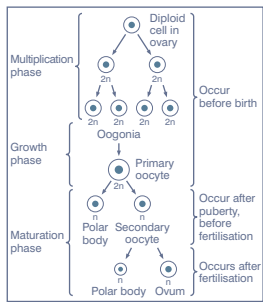 Diploid
cell in
ovary
Multiplication
phase
2n 2n
2n 2n 2n 2n
Oogonia
Occur
before birth
Growth
phase
Primary
oocyte
2n
n n
Polar
body
Secondary
oocyte
Occur after
puberty,
before
fertilisation
Maturation
phase
n n
Polar body Ovum
Occurs after
fertilisation